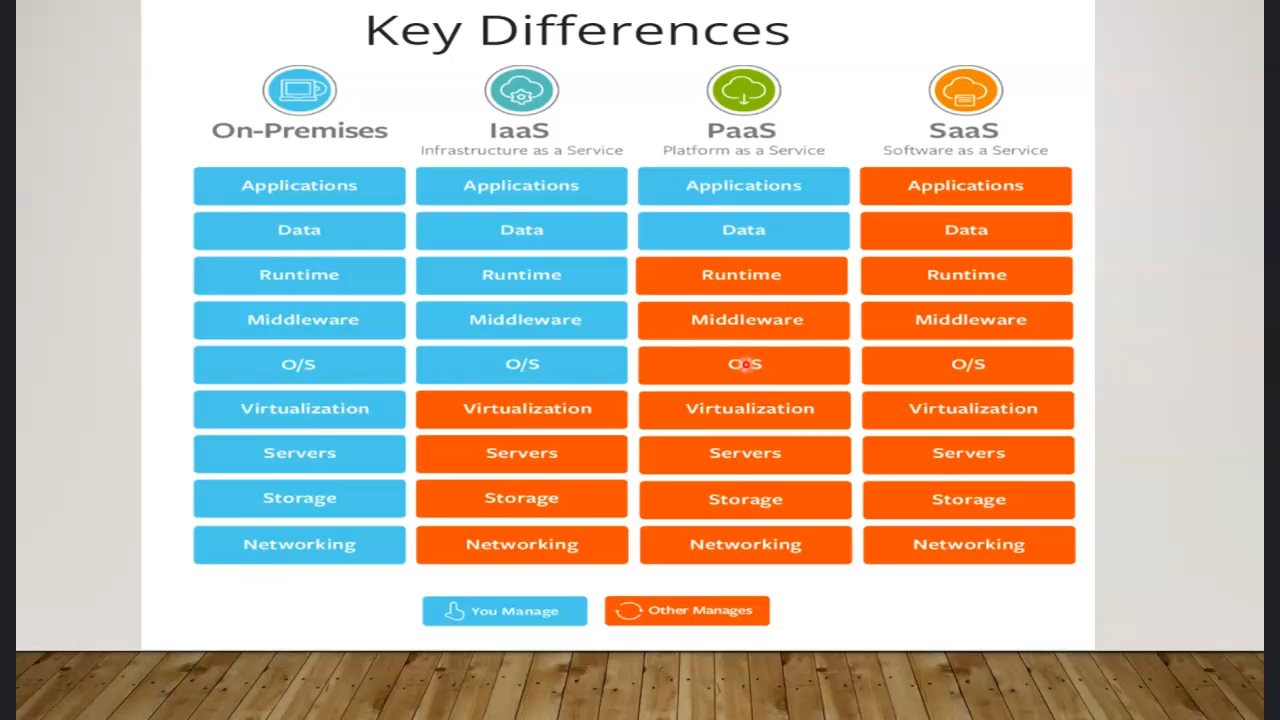 Key Differences
On-Premises IaaS PaaS SaaS
Infrastructure as a Service Platform as a Service Software as a Service
Applications Applications Applications Applications
Data Data Data Data
Runtime Runtime Runtime Runtime
Middleware Middleware Middleware Middleware
O/S O/S O/S O/S
Virtualization Virtualization Virtualization Virtualization
Servers Servers Servers Servers
Storage Storage Storage Storage
Networking Networking Networking Networking
You Manage Other Manages